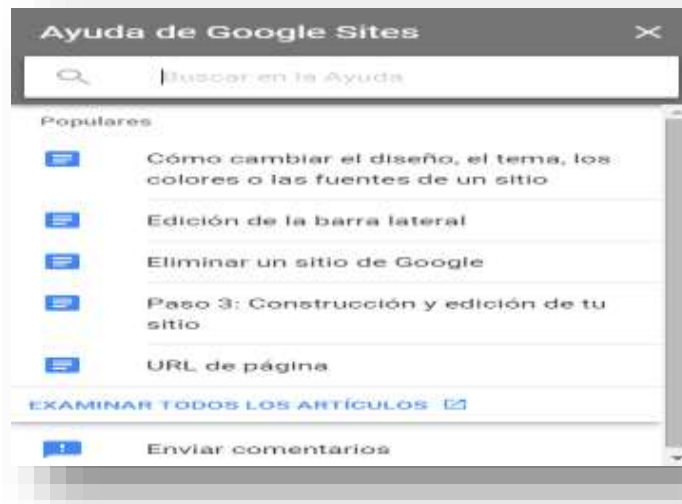 Ayuda de Google Sites
Buscar en la Ayuda
Populares
Cómo cambiar el diseño, el tema, los
colores o las fuentes de un sitio
Edición de la barra lateral
Eliminar un sitio de Google
Paso 3: Construcción y edición de tu
sitio
URL de página
EXAMINAR TODOS LOS ARTÍCULOS
Enviar comentarios